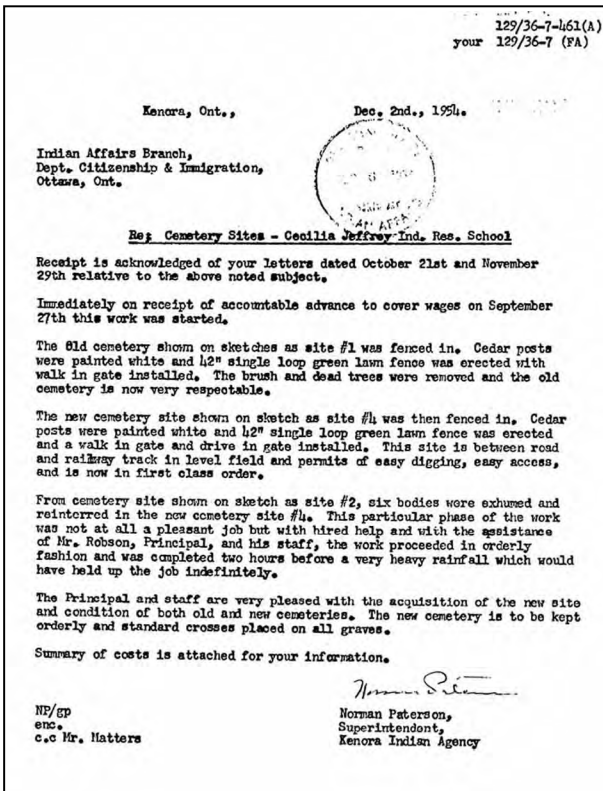 129/36-7-461(A)
your 129/36-7 (FA)
Kenora, Ont., Dec. 2nd., 1954.
Indian Affairs Branch,
Dept. Citizenship & Immigration,
Ottawa, Ont.
Re: Cemetery Sites - Cecilia Jeffrey Ind. Res. School
Receipt is acknowledged of your letters dated October 21st and November
29th relative to the above noted subject.
Immediately on receipt of accountable advance to cover wages on September
27th this work was started.
The Old cemetery shown on sketches as site #1 was fenced in. Cedar posts
were painted white and 42" single loop green lawn fence was erected with
walk in gate installed. The brush and dead trees were removed and the old
cemetery is now very respectable.
The new cemetery site shown on sketch as site #4 was then fenced in. Cedar
posts were painted white and 42" single loop green lawn fence was erected
and a walk in gate and drive in gate installed. This site is between road
and railway track in level field and permits of easy digging, easy access,
and is now in first class order.
From cemetery site shown on sketch as site #2, six bodies were exhumed and
reinterred in the new cemetery site #4. This particular phase of the work
was not at all a pleasant job but with hired help and with the assistance
of Mr. Robson, Principal, and his staff, the work proceeded in orderly
fashion and was completed two hours before a very heavy rainfall which would
have held up the job indefinitely.
The Principal and staff are very pleased with the acquisition of the new site
and condition of both old and new cemeteries. The new cemetery is to be kept
orderly and standard crosses placed on all graves.
Summary of costs is attached for your information.
NP/gp
enc.
c.c Mr. Matters
Norman Paterson,
Superintendent,
Kenora Indian Agency